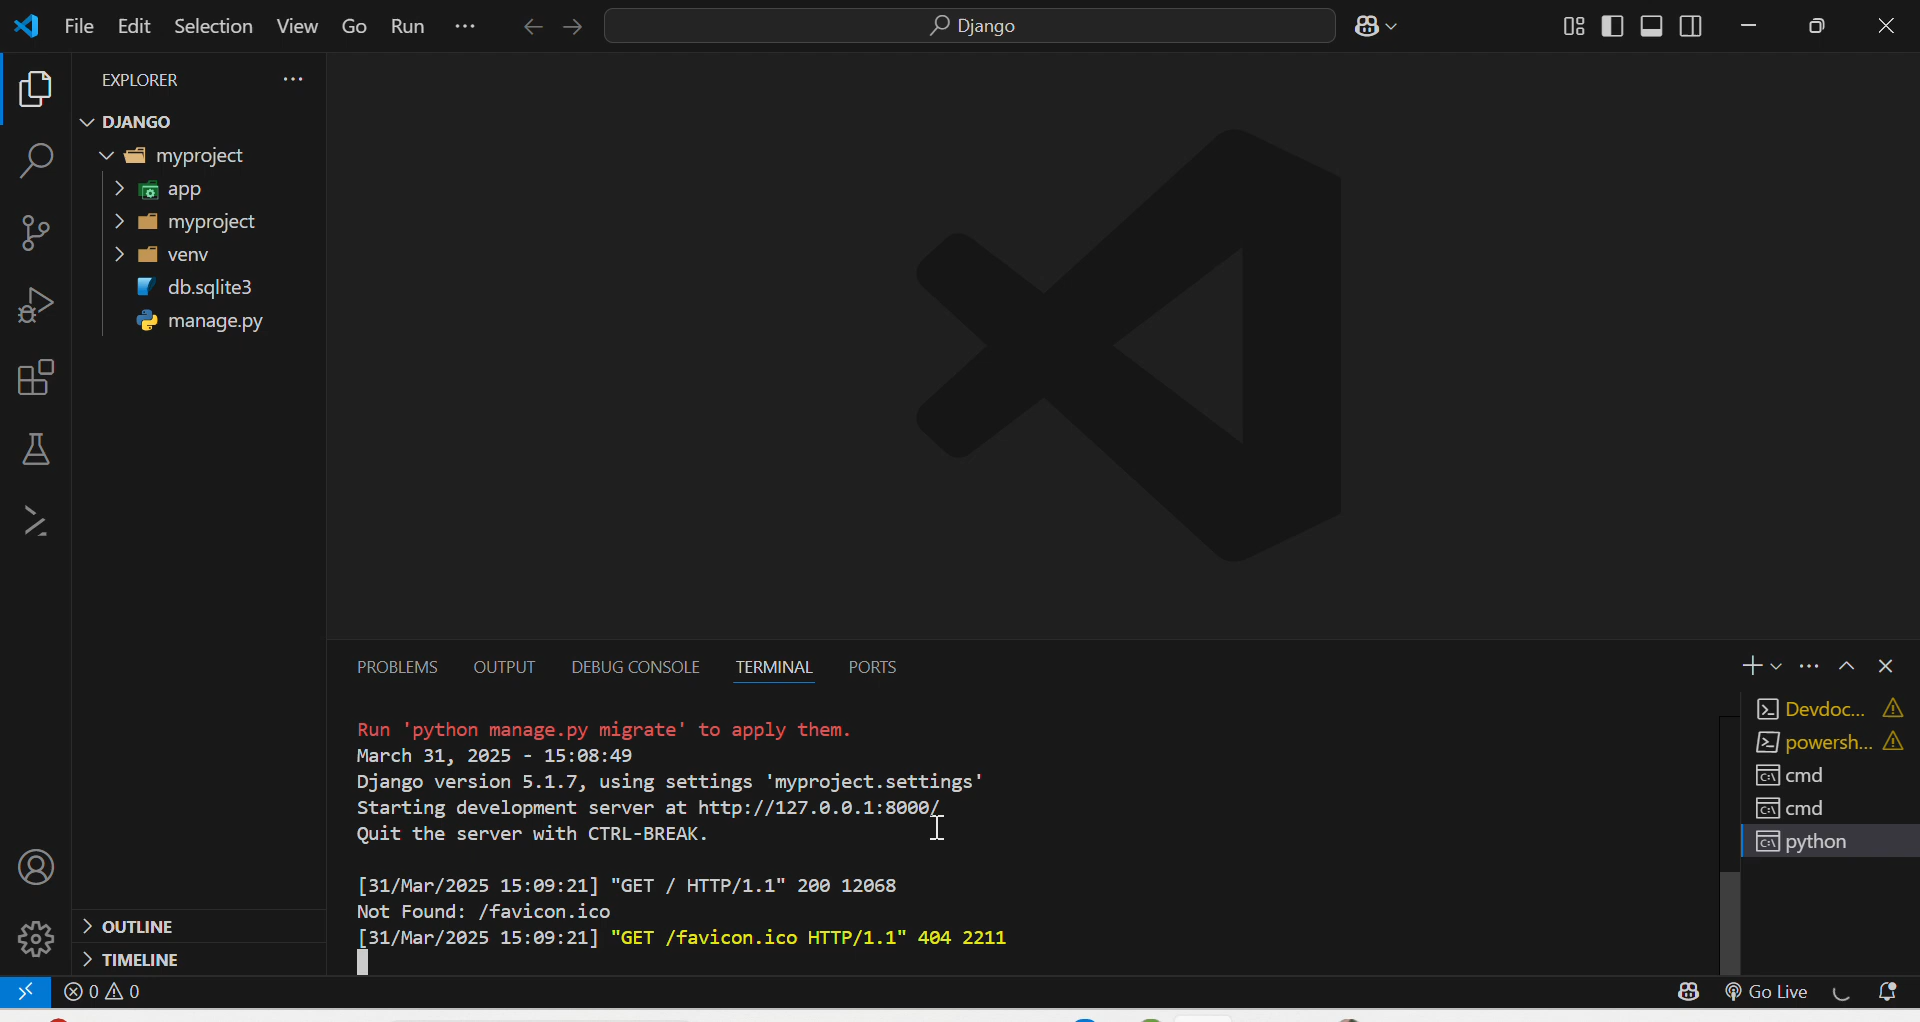 File Edit Selection View Go Run ··· Django
EXPLORER ···
DJANGO
myproject
app
myproject
venv
db.sqlite3
manage.py
OUTLINE
TIMELINE
PROBLEMS OUTPUT DEBUG CONSOLE TERMINAL PORTS
Run 'python manage.py migrate' to apply them.
March 31, 2025 - 15:08:49
Django version 5.1.7, using settings 'myproject.settings'
Starting development server at http://127.0.0.1:8000/
Quit the server with CTRL-BREAK.
[31/Mar/2025 15:09:21] "GET / HTTP/1.1" 200 12068
Not Found: /favicon.ico
[31/Mar/2025 15:09:21] "GET /favicon.ico HTTP/1.1" 404 2211
Devdoc...
powersh...
cmd
cmd
python
0 0 Go Live